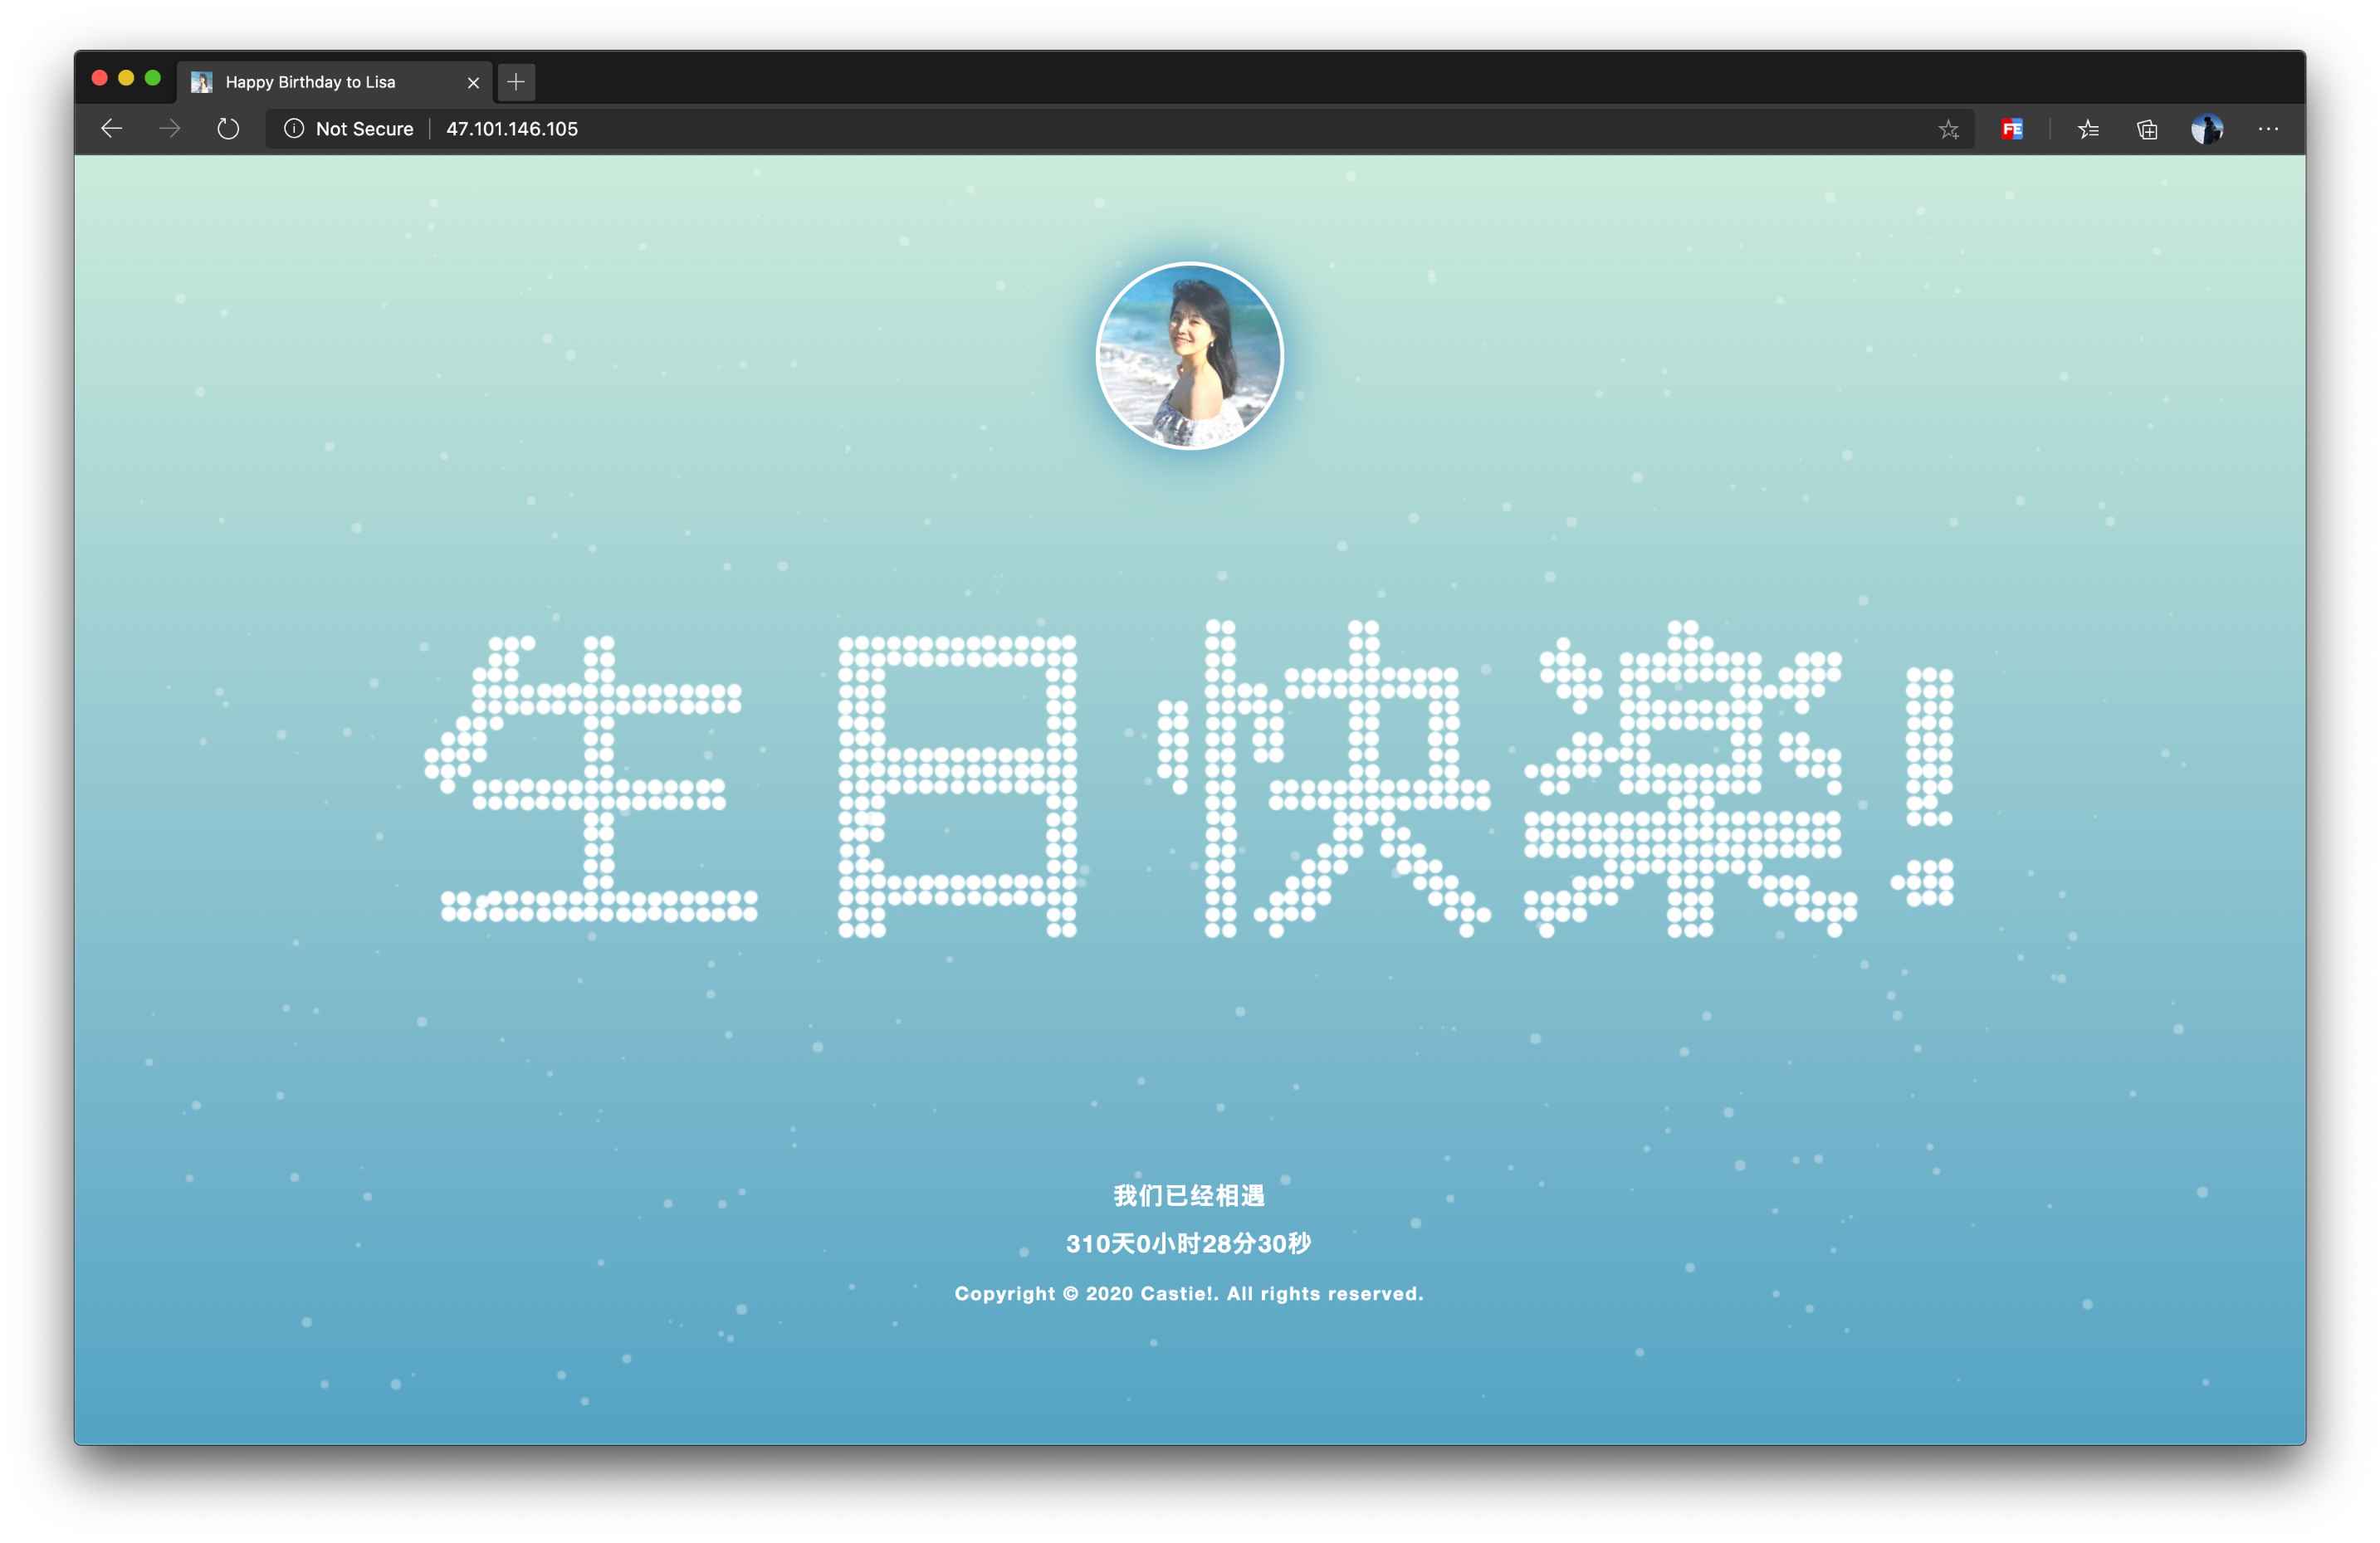 Happy Birthday to Lisa
Not Secure
47.101.146.105
FE
生日快樂!
我们已经相遇
310天0小时28分30秒
Copyright © 2020 Castie!. All rights reserved.